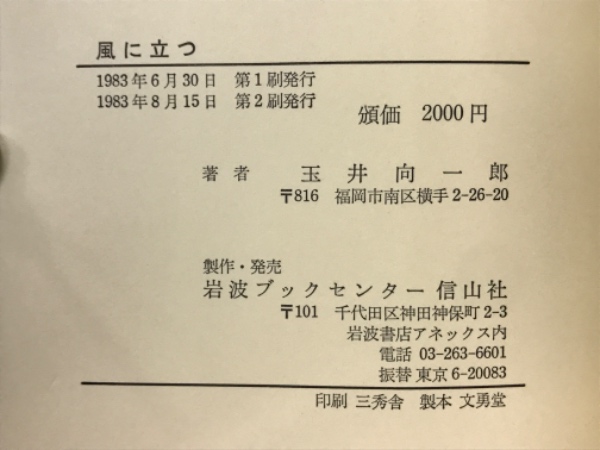 風に立つ
1983年6月30日 第1刷発行
1983年8月15日 第2刷発行
頒価 2000円
著者 玉井向一郎
〒816 福岡市南区横手2-26-20
製作・発売
岩波ブックセンター信山社
〒101 千代田区神田神保町2-3
岩波書店アネックス内
電話 03-263-6601
振替 東京6-20083
印刷 三秀舎 製本 文勇堂